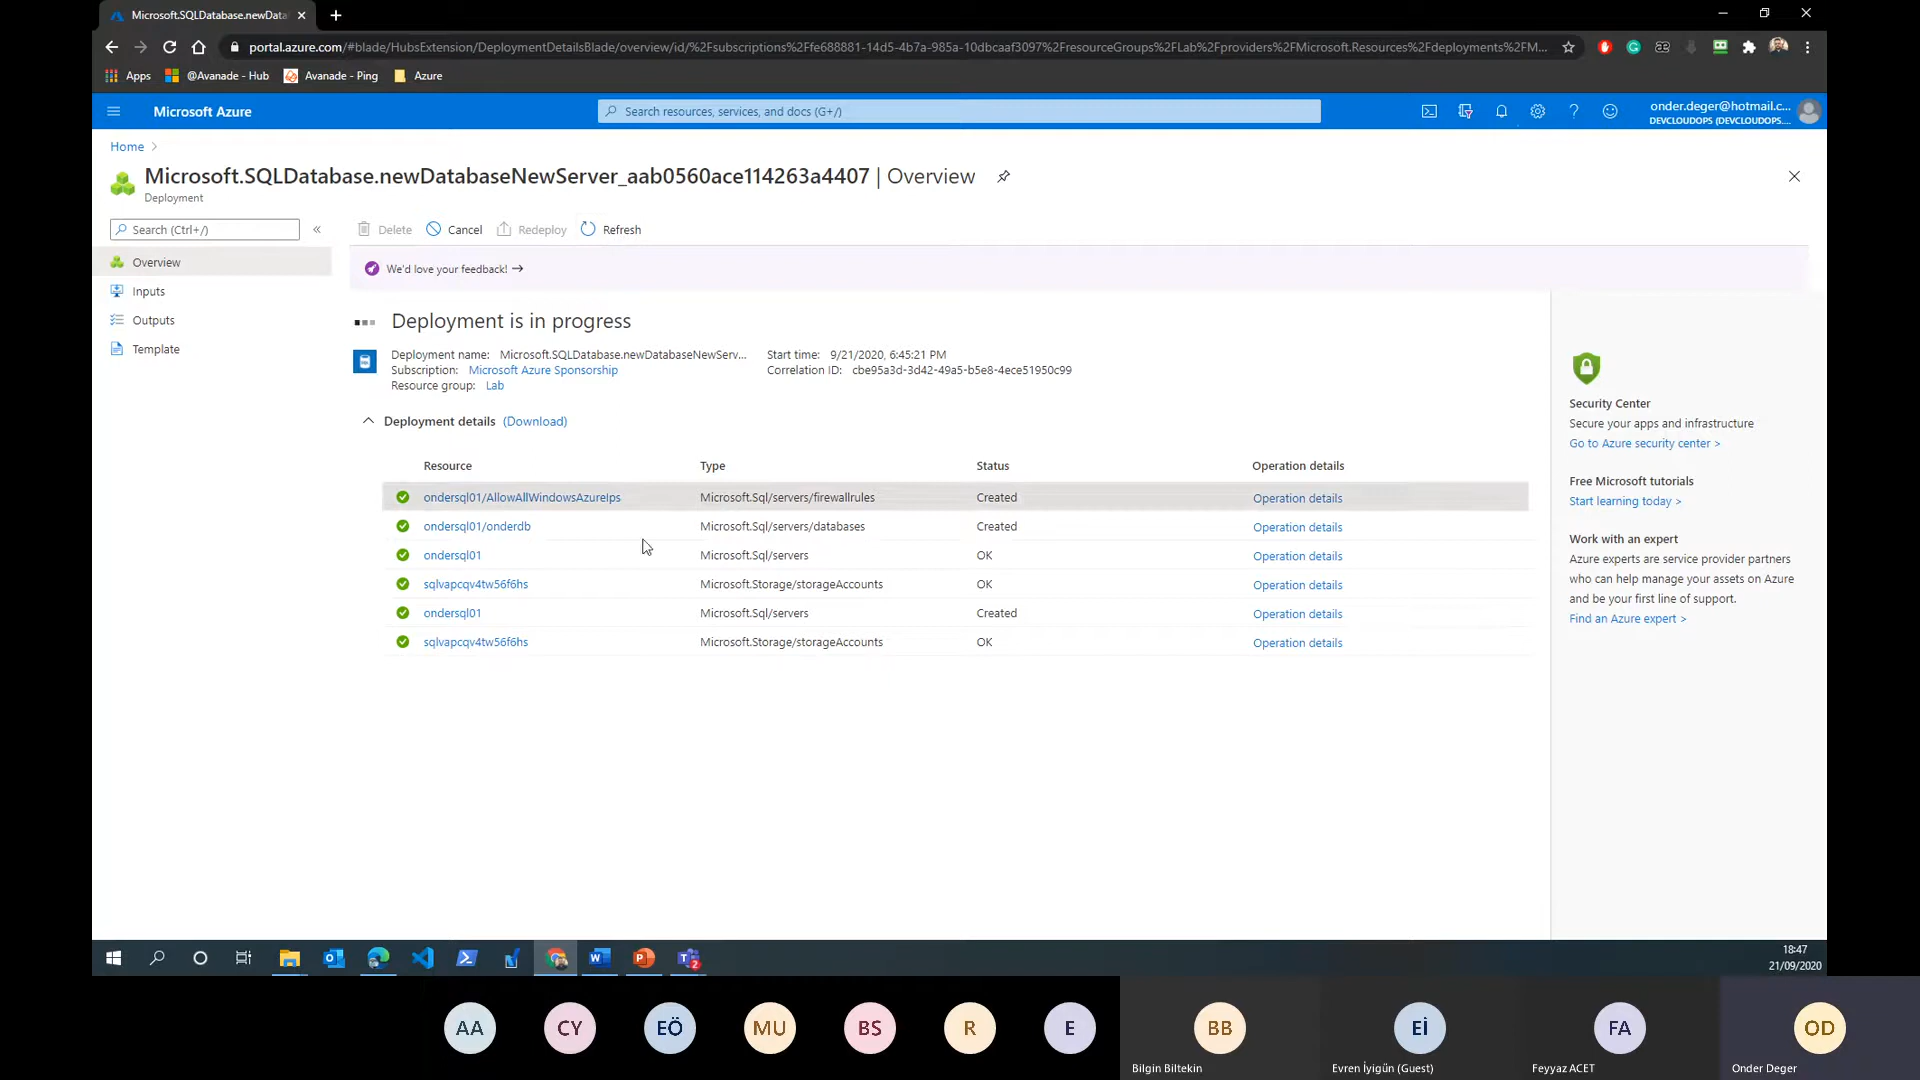 Microsoft.SQLDatabase.newData
portal.azure.com/#blade/HubsExtension/DeploymentDetailsBlade/overview/id/%2Fsubscriptions%2Ffe688881-14d5-4b7a-985a-10dbcaaf3097%2FresourceGroups%2FLab%2Fproviders%2FMicrosoft.Resources%2Fdeployments%2FM...
Apps @Avanade - Hub Avanade - Ping Azure
Microsoft Azure
Search resources, services, and docs (G+/)
onder.deger@hotmail.c...
DEVCLOUDOPS (DEVCLOUDOPS....
Home
Microsoft.SQLDatabase.newDatabaseNewServer_aab0560ace114263a4407 | Overview
Deployment
Search (Ctrl+/)
«
Delete Cancel Redeploy Refresh
Overview
Inputs
Outputs
Template
We'd love your feedback! →
Deployment is in progress
Deployment name: Microsoft.SQLDatabase.newDatabaseNewServ...
Subscription: Microsoft Azure Sponsorship
Resource group: Lab
Start time: 9/21/2020, 6:45:21 PM
Correlation ID: cbe95a3d-3d42-49a5-b5e8-4ece51950c99
Deployment details (Download)
Resource Type Status Operation details
ondersql01/AllowAllWindowsAzureIps Microsoft.Sql/servers/firewallrules Created Operation details
ondersql01/onderdb Microsoft.Sql/servers/databases Created Operation details
ondersql01 Microsoft.Sql/servers OK Operation details
sqlvapcqv4tw56f6hs Microsoft.Storage/storageAccounts OK Operation details
ondersql01 Microsoft.Sql/servers Created Operation details
sqlvapcqv4tw56f6hs Microsoft.Storage/storageAccounts OK Operation details
Security Center
Secure your apps and infrastructure
Go to Azure security center >
Free Microsoft tutorials
Start learning today >
Work with an expert
Azure experts are service provider partners
who can help manage your assets on Azure
and be your first line of support.
Find an Azure expert >
18:47
21/09/2020
AA CY EÖ MU BS R E BB Eİ FA OD
Bilgin Biltekin Evren İyigün (Guest) Feyyaz ACET Onder Deger